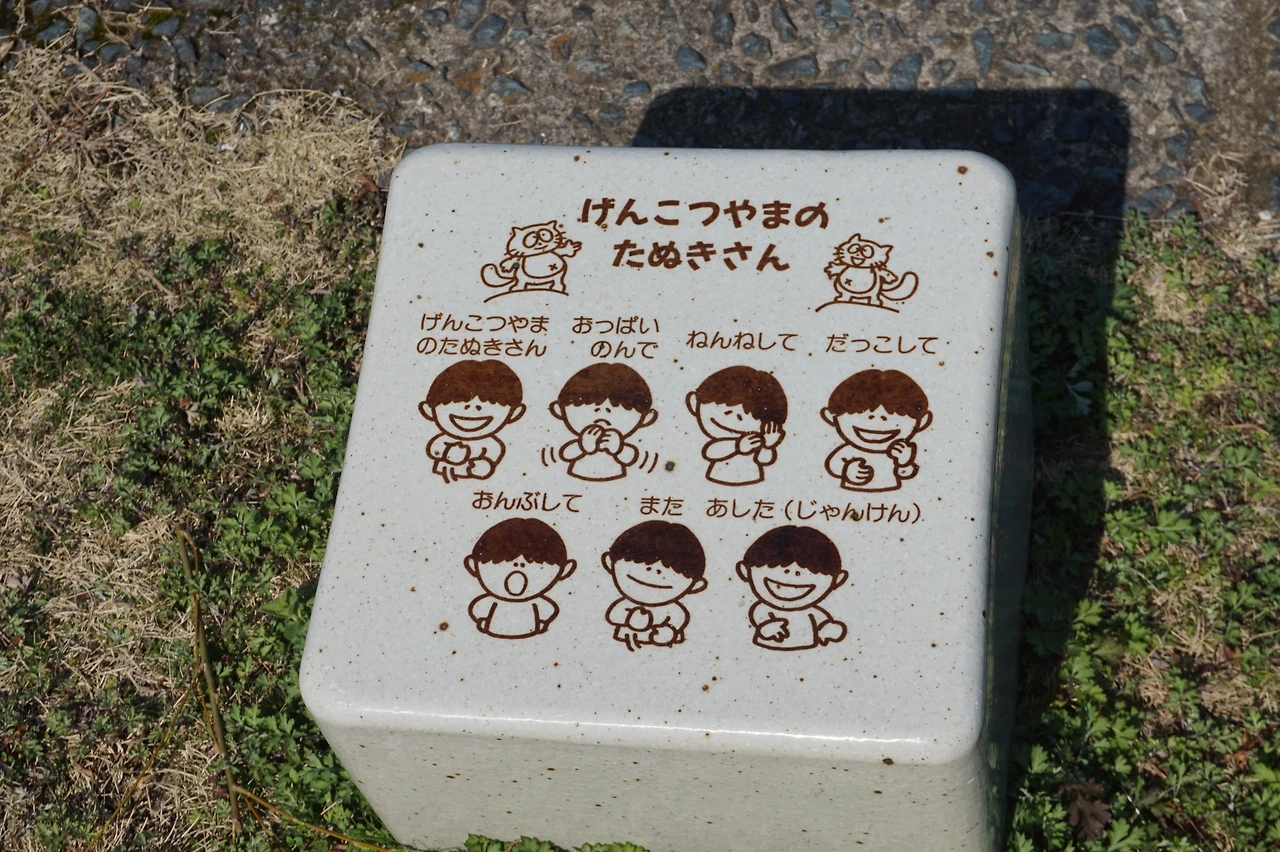 げんこつやまの
たぬきさん
げんこつやま
のたぬきさん
おっぱい
のんで
ねんねして
だっこして
おんぶして
また
あした(じゃんけん)